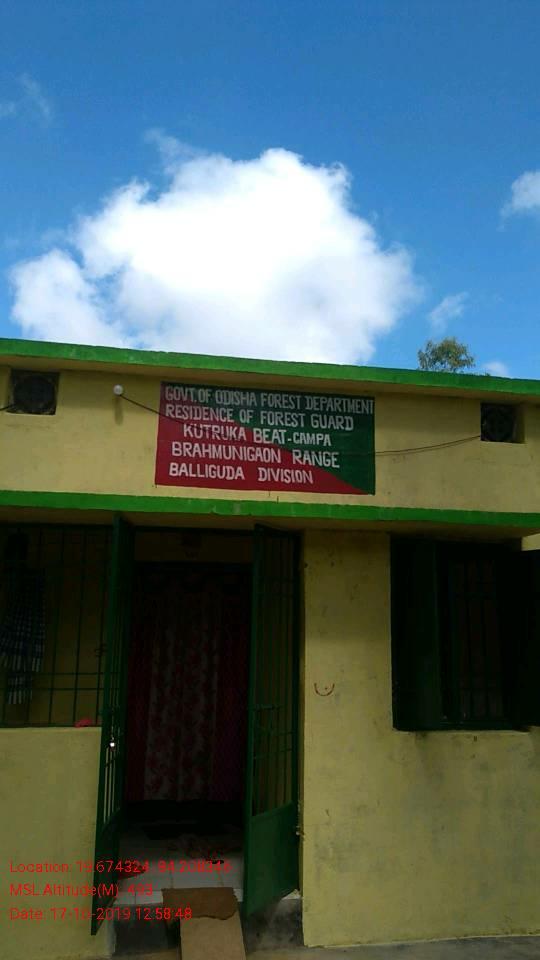 GOVT. OF ODISHA FOREST DEPARTMENT
RESIDENCE OF FOREST GUARD
KUTRUKA BEAT-CAMPA
BRAHMUNIGAON RANGE
BALLIGUDA DIVISION
Location: 19.674324, 84.208346
MSL Altitude(M): 493
Date: 17-10-2019 12:58:48